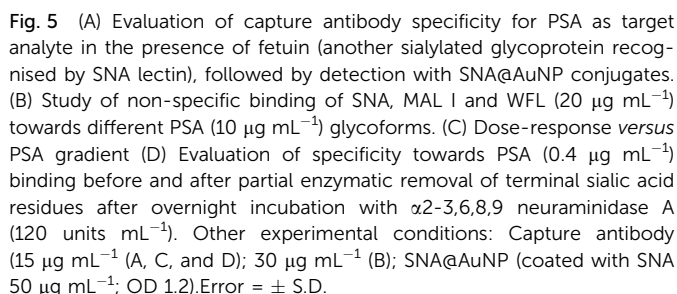 Fig. 5 (A) Evaluation of capture antibody specificity for PSA as target
analyte in the presence of fetuin (another sialylated glycoprotein recog-
nised by SNA lectin), followed by detection with SNA@AuNP conjugates.
(B) Study of non-specific binding of SNA, MAL I and WFL (20 μg mL⁻¹)
towards different PSA (10 μg mL⁻¹) glycoforms. (C) Dose-response versus
PSA gradient (D) Evaluation of specificity towards PSA (0.4 μg mL⁻¹)
binding before and after partial enzymatic removal of terminal sialic acid
residues after overnight incubation with α2-3,6,8,9 neuraminidase A
(120 units mL⁻¹). Other experimental conditions: Capture antibody
(15 μg mL⁻¹ (A, C, and D); 30 μg mL⁻¹ (B); SNA@AuNP (coated with SNA
50 μg mL⁻¹; OD 1.2).Error = ± S.D.